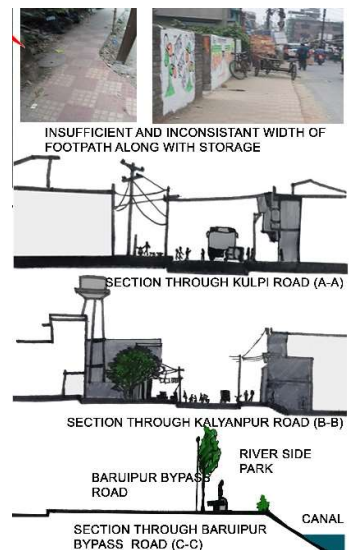 INSUFFICIENT AND INCONSISTANT WIDTH OF
FOOTPATH ALONG WITH STORAGE
SECTION THROUGH KULPI ROAD (A-A)
SECTION THROUGH KALYANPUR ROAD (B-B)
RIVER SIDE
PARK
BARUIPUR BYPASS
ROAD
CANAL
SECTION THROUGH BARUIPUR
BYPASS ROAD (C-C)